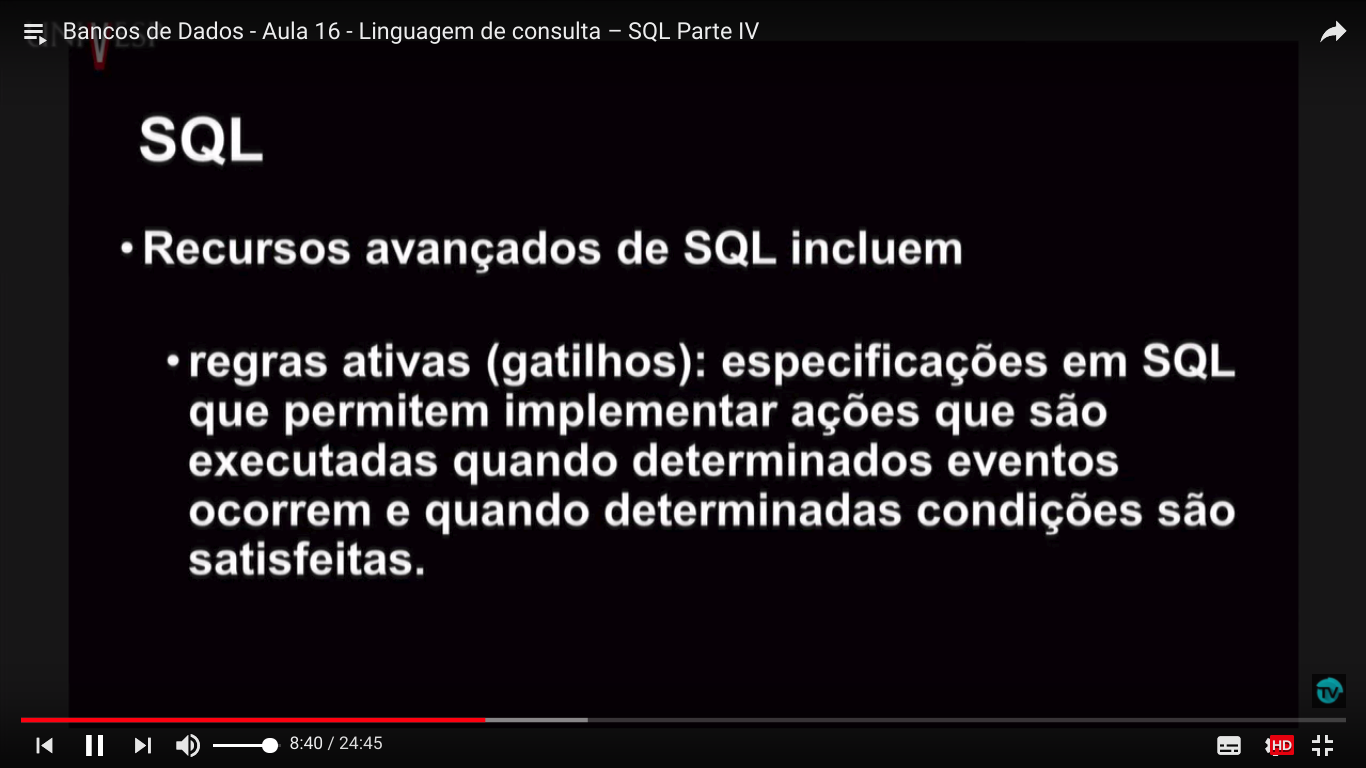 Bancos de Dados - Aula 16 - Linguagem de consulta – SQL Parte IV
SQL
• Recursos avançados de SQL incluem
• regras ativas (gatilhos): especificações em SQL
que permitem implementar ações que são
executadas quando determinados eventos
ocorrem e quando determinadas condições são
satisfeitas.
TV
8:40 / 24:45
HD